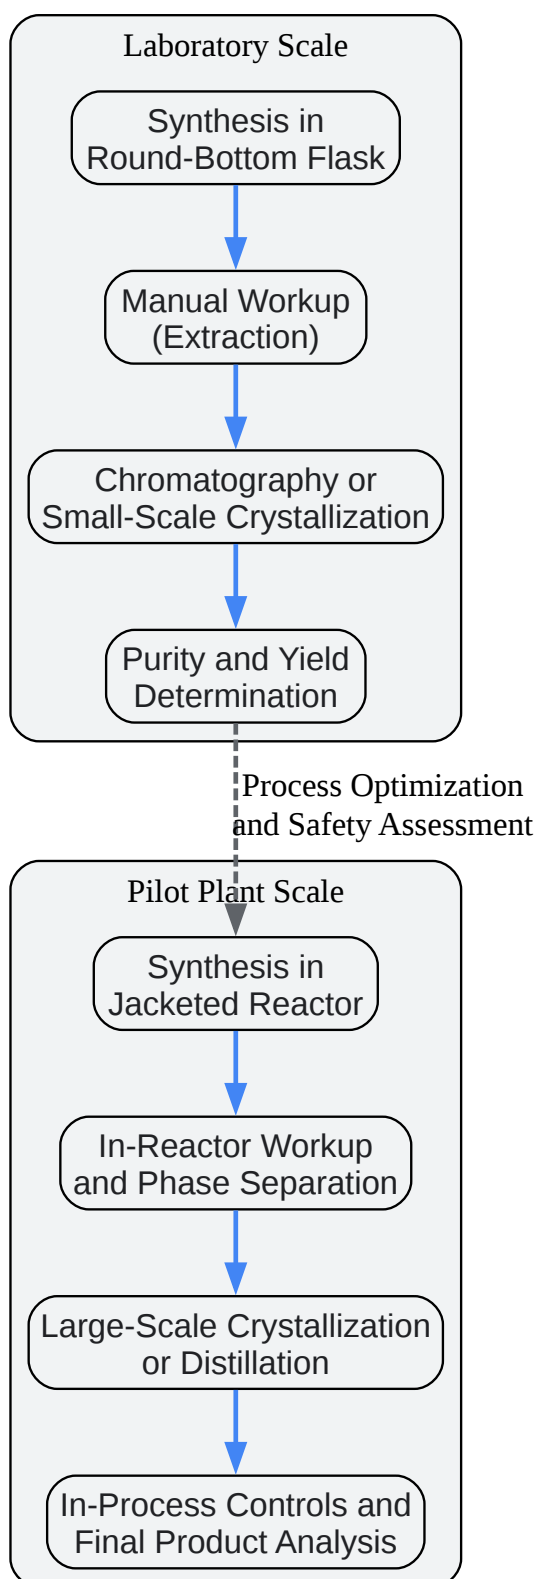 Laboratory Scale
Synthesis in
Round-Bottom Flask
Manual Workup
(Extraction)
Chromatography or
Small-Scale Crystallization
Purity and Yield
Determination
Process Optimization
and Safety Assessment
Pilot Plant Scale
Synthesis in
Jacketed Reactor
In-Reactor Workup
and Phase Separation
Large-Scale Crystallization
or Distillation
In-Process Controls and
Final Product Analysis